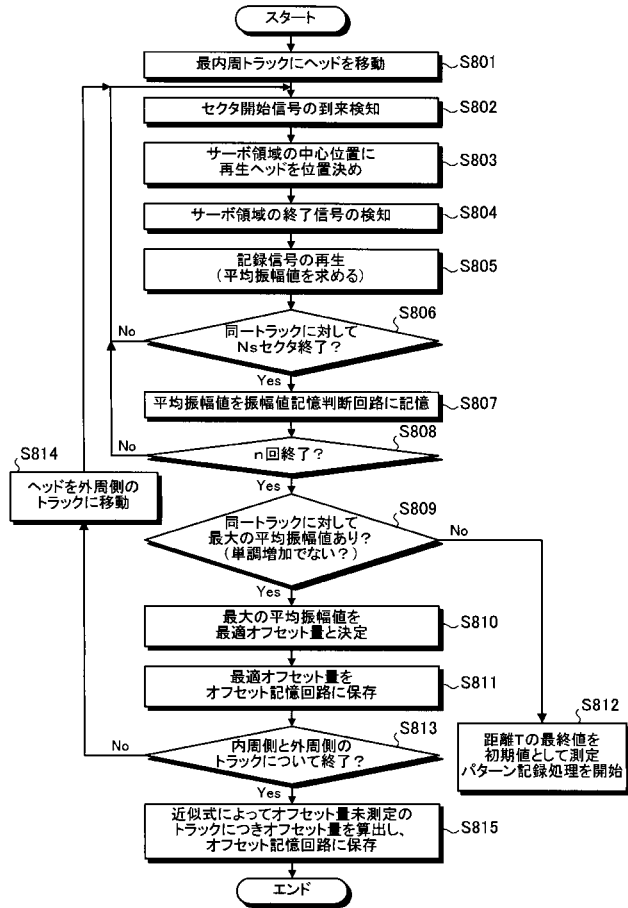 スタート
最内周トラックにヘッドを移動
S801
セクタ開始信号の到来検知
S802
サーボ領域の中心位置に
再生ヘッドを位置決め
S803
サーボ領域の終了信号の検知
S804
記録信号の再生
(平均振幅値を求める)
S805
S806
No
同一トラックに対して
Nsセクタ終了?
Yes
平均振幅値を振幅値記憶判断回路に記憶
S807
S808
No
n回終了?
Yes
S814
ヘッドを外周側の
トラックに移動
S809
同一トラックに対して
最大の平均振幅値あり?
(単調増加でない?)
No
Yes
最大の平均振幅値を
最適オフセット量と決定
S810
最適オフセット量を
オフセット記憶回路に保存
S811
S812
距離Tの最終値を
初期値として測定
パターン記録処理を開始
S813
No
内周側と外周側の
トラックについて終了?
Yes
近似式によってオフセット量未測定の
トラックにつきオフセット量を算出し、
オフセット記憶回路に保存
S815
エンド